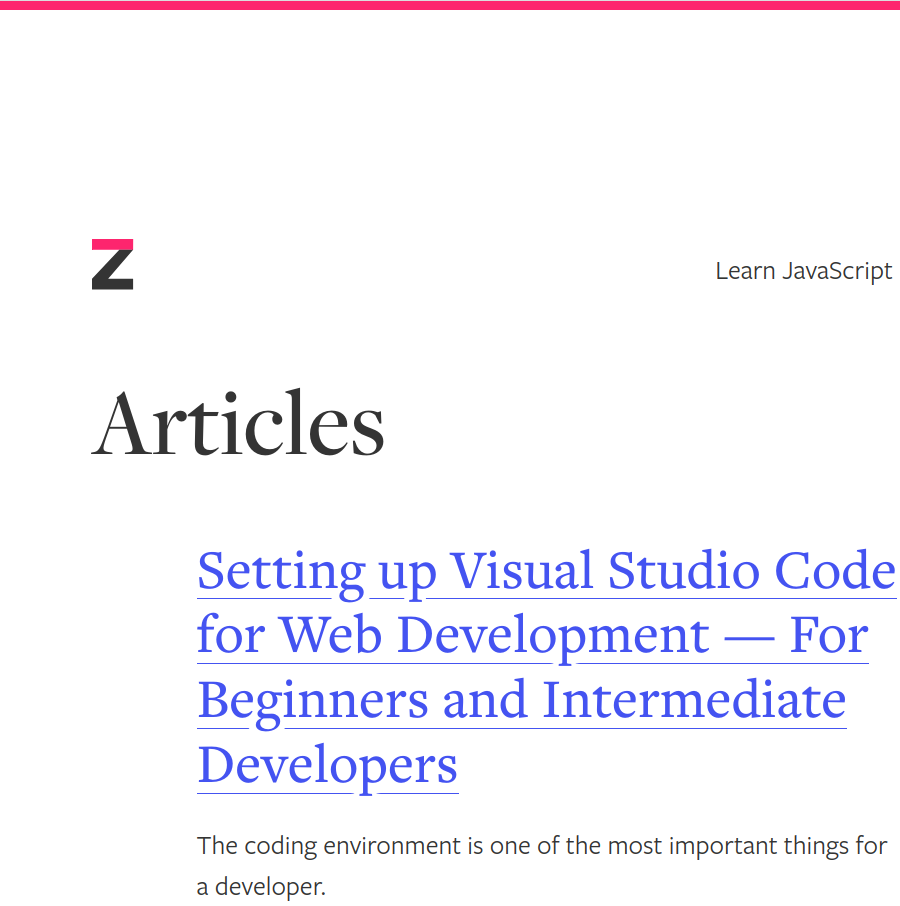 Z
Learn JavaScript
Articles
Setting up Visual Studio Code
for Web Development — For
Beginners and Intermediate
Developers
The coding environment is one of the most important things for
a developer.